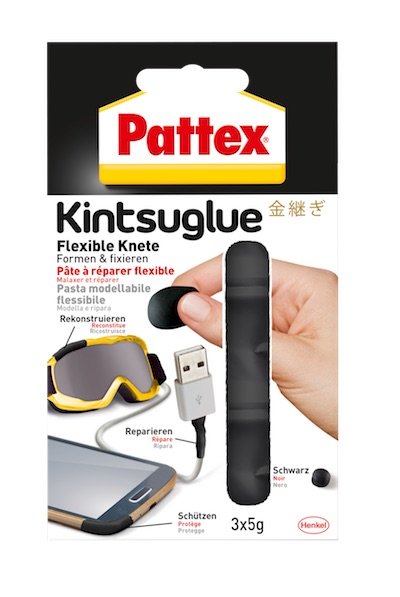 Pattex
Kintsuglue 金継ぎ
Flexible Knete
Formen & fixieren
Pâte à réparer flexible
Malaxer et réparer
Pasta modellabile
flessibile
Modella e ripara
Rekonstruieren
Reconstitue
Ricostruisce
Reparieren
Répare
Ripara
Schwarz
Noir
Nero
Schützen
Protège
Protegge
3x5g
Henkel